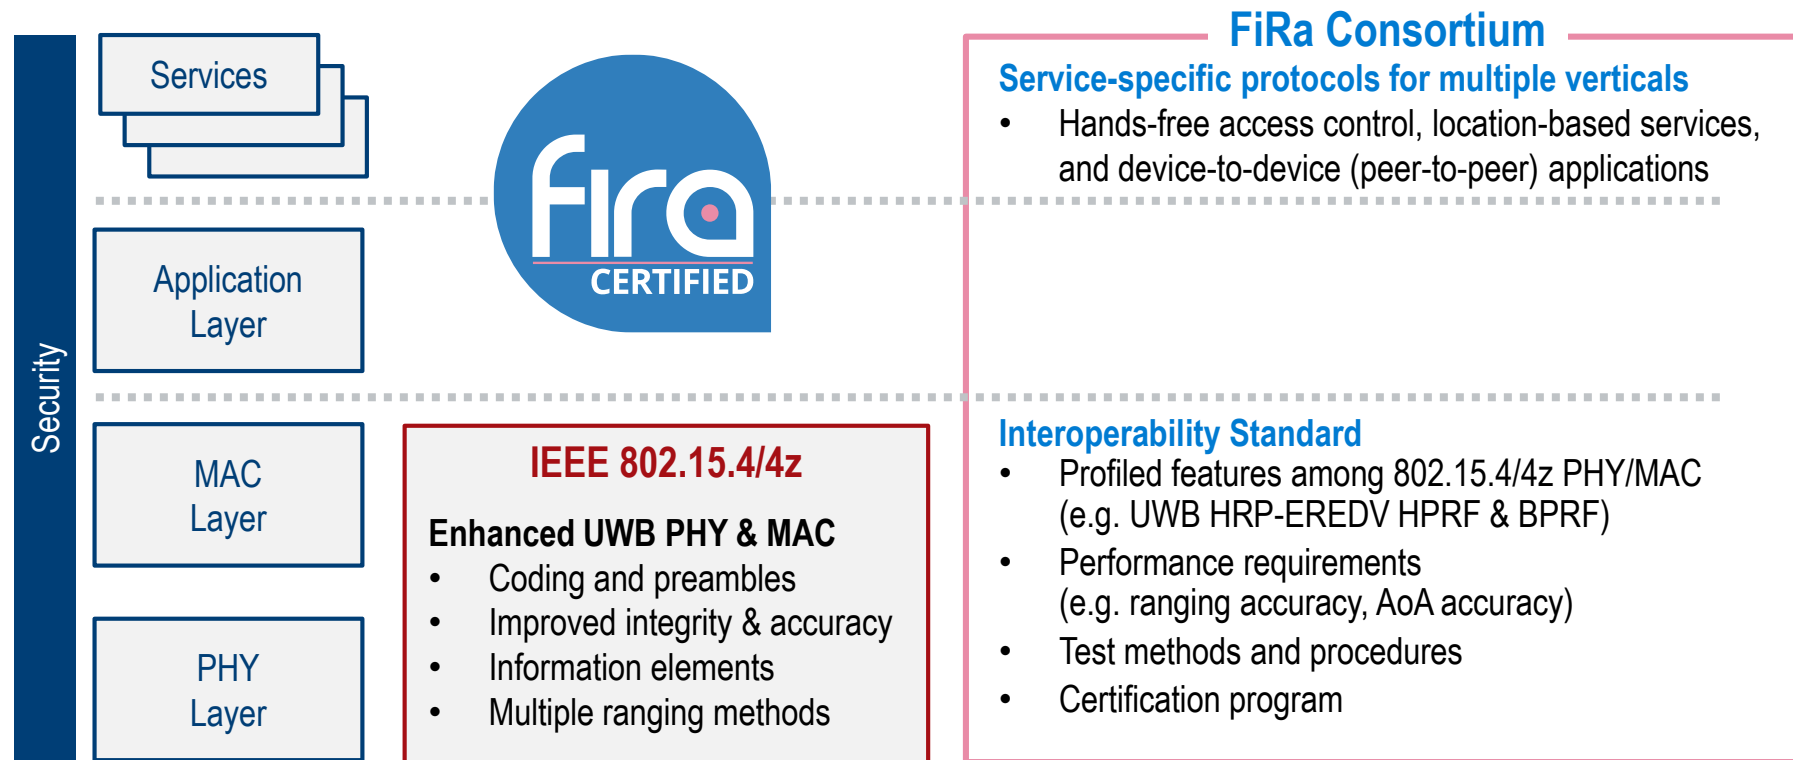 Security
Services
Application
Layer
MAC
Layer
PHY
Layer
fira
CERTIFIED
IEEE 802.15.4/4z
Enhanced UWB PHY & MAC
• Coding and preambles
• Improved integrity & accuracy
• Information elements
• Multiple ranging methods
FiRa Consortium
Service-specific protocols for multiple verticals
• Hands-free access control, location-based services,
and device-to-device (peer-to-peer) applications
Interoperability Standard
• Profiled features among 802.15.4/4z PHY/MAC
(e.g. UWB HRP-EREDV HPRF & BPRF)
• Performance requirements
(e.g. ranging accuracy, AoA accuracy)
• Test methods and procedures
• Certification program